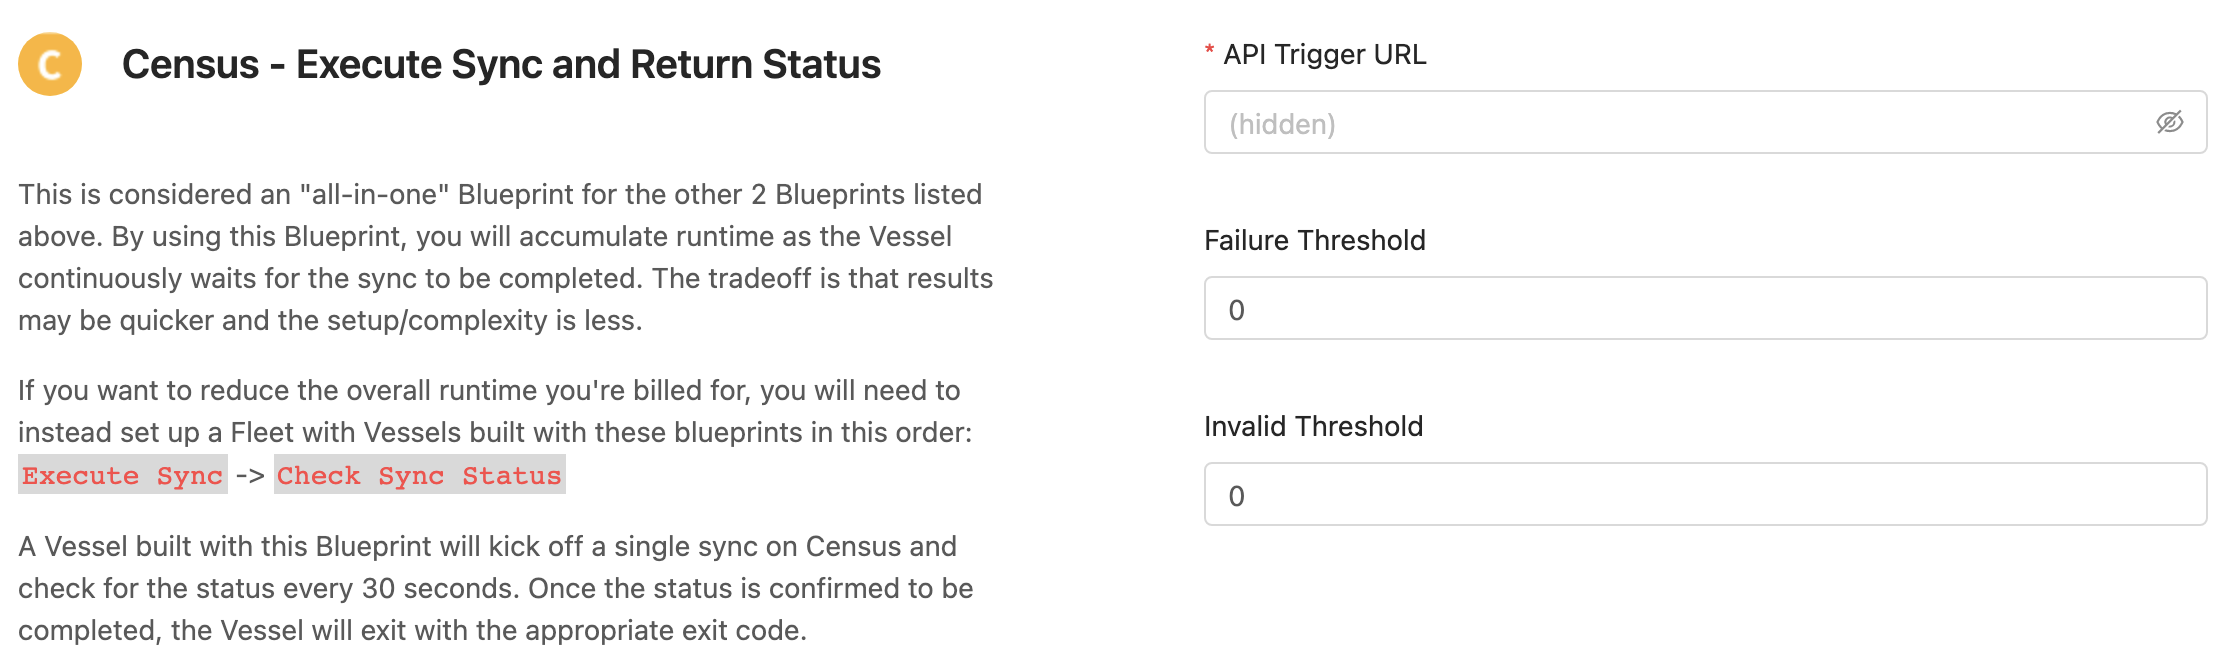 C
Census - Execute Sync and Return Status
This is considered an "all-in-one" Blueprint for the other 2 Blueprints listed
above. By using this Blueprint, you will accumulate runtime as the Vessel
continuously waits for the sync to be completed. The tradeoff is that results
may be quicker and the setup/complexity is less.
If you want to reduce the overall runtime you're billed for, you will need to
instead set up a Fleet with Vessels built with these blueprints in this order:
Execute Sync -> Check Sync Status
A Vessel built with this Blueprint will kick off a single sync on Census and
check for the status every 30 seconds. Once the status is confirmed to be
completed, the Vessel will exit with the appropriate exit code.
* API Trigger URL
(hidden)
Failure Threshold
0
Invalid Threshold
0